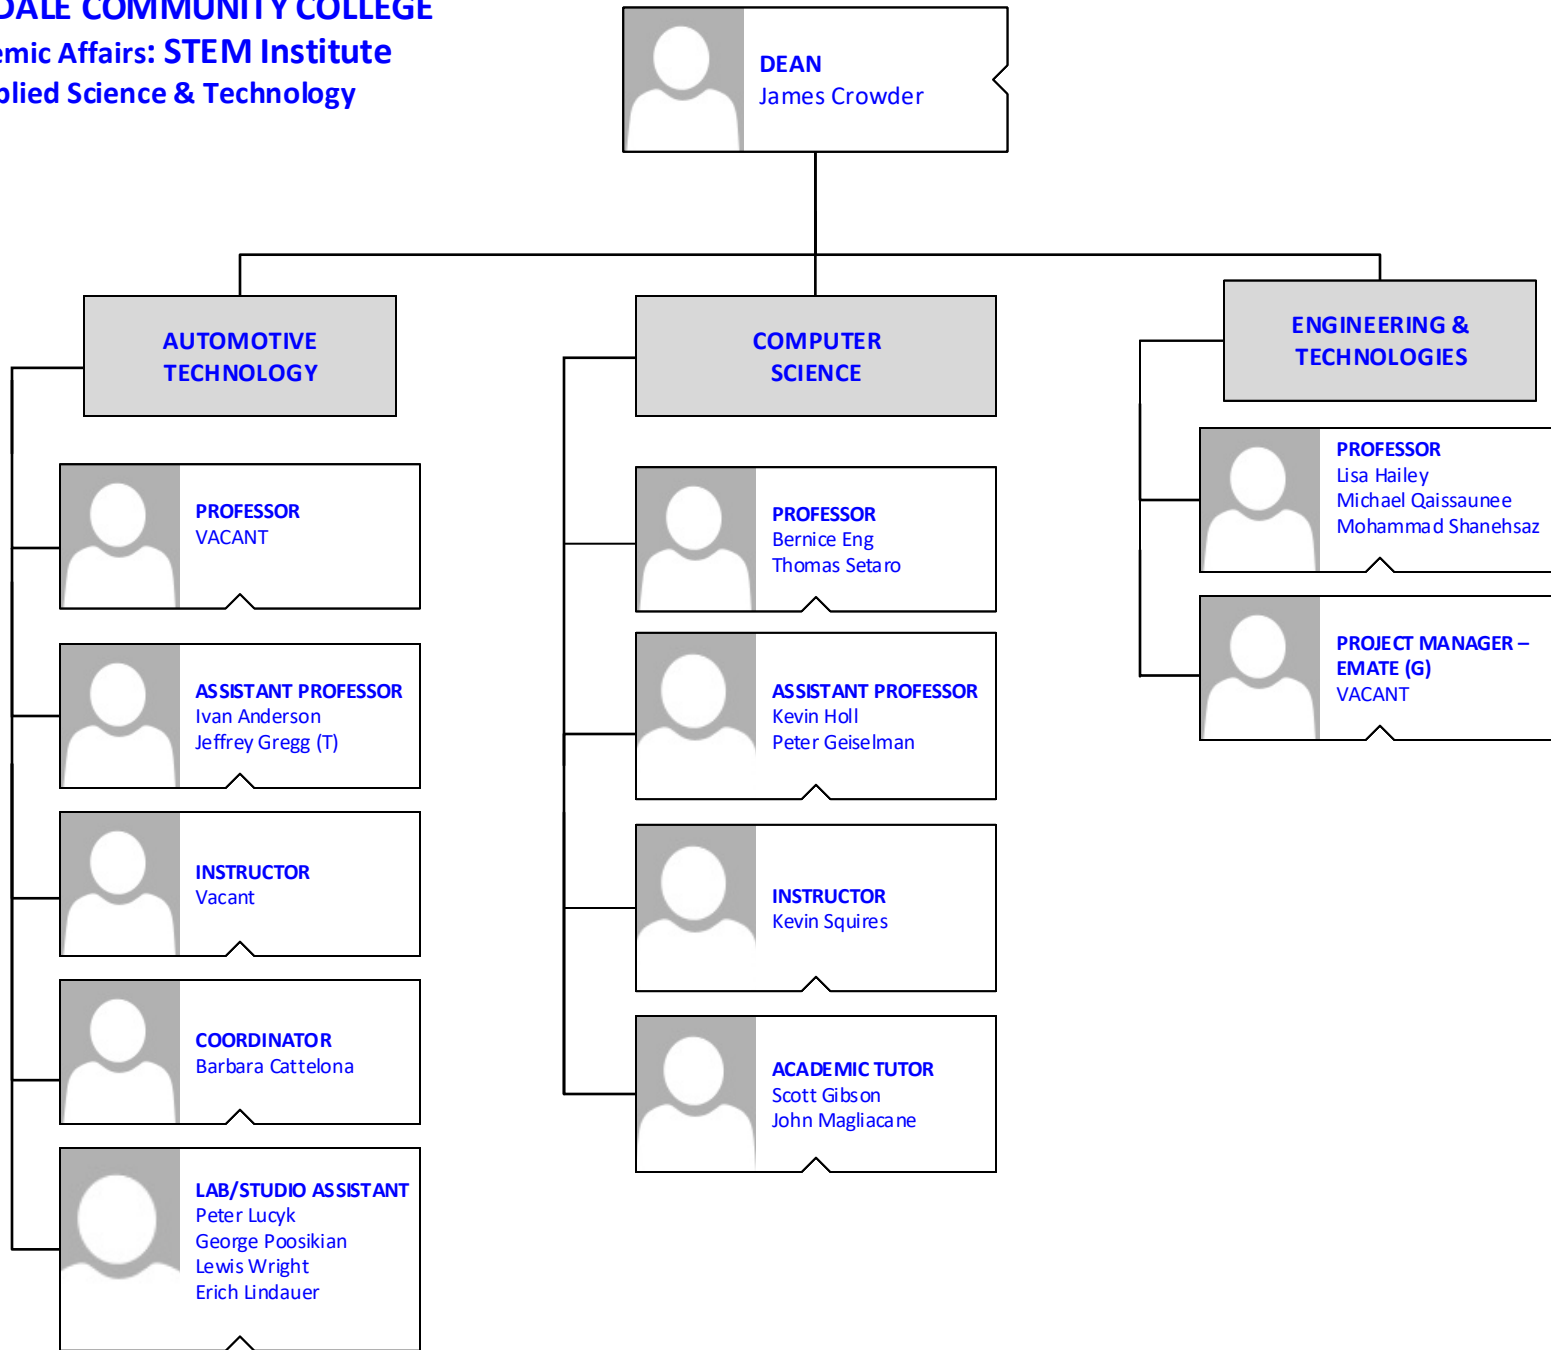 DALE COMMUNITY COLLEGE
emic Affairs: STEM Institute
plied Science & Technology
DEAN
James Crowder
AUTOMOTIVE
TECHNOLOGY
PROFESSOR
VACANT
ASSISTANT PROFESSOR
Ivan Anderson
Jeffrey Gregg (T)
INSTRUCTOR
Vacant
COORDINATOR
Barbara Cattelona
LAB/STUDIO ASSISTANT
Peter Lucyk
George Poosikian
Lewis Wright
Erich Lindauer
COMPUTER
SCIENCE
PROFESSOR
Bernice Eng
Thomas Setaro
ASSISTANT PROFESSOR
Kevin Holl
Peter Geiselman
INSTRUCTOR
Kevin Squires
ACADEMIC TUTOR
Scott Gibson
John Magliacane
ENGINEERING &
TECHNOLOGIES
PROFESSOR
Lisa Hailey
Michael Qaissaunee
Mohammad Shanehsaz
PROJECT MANAGER –
EMATE (G)
VACANT